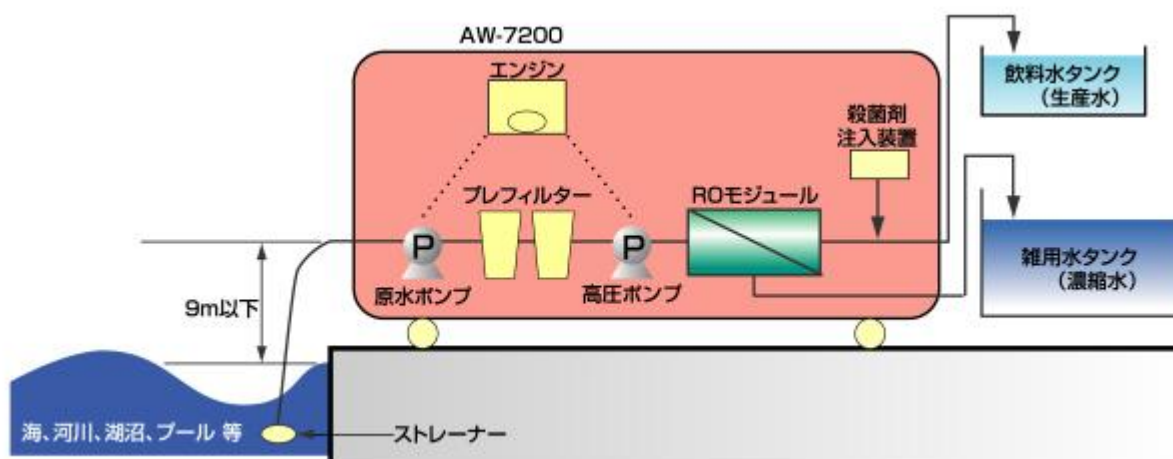 AW-7200
エンジン
飲料水タンク
(生産水)
殺菌剤
注入装置
プレフィルター
ROモジュール
P
P
原水ポンプ
高圧ポンプ
雑用水タンク
(濃縮水)
9m以下
海、河川、湖沼、プール 等
ストレーナー